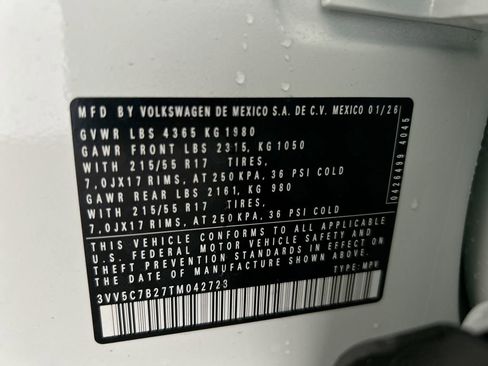 MFD BY VOLKSWAGEN DE MEXICO S.A. DE C.V. MEXICO 01/26
GVWR LBS 4365 KG 1980
GAWR FRONT LBS 2315, KG 1050
WITH 215/55 R17 TIRES,
7,0JX17 RIMS, AT 250 KPA, 36 PSI COLD
GAWR REAR LBS 2161, KG 980
WITH 215/55 R17 TIRES,
7,0JX17 RIMS, AT 250 KPA, 36 PSI COLD
THIS VEHICLE CONFORMS TO ALL APPLICABLE
U.S. FEDERAL MOTOR VEHICLE SAFETY AND
THEFT PREVENTION STANDARDS IN EFFECT ON
THE DATE OF MANUFACTURE SHOWN ABOVE.
3VV5C7B27TM042723 TYPE: MPV
0426499 4045